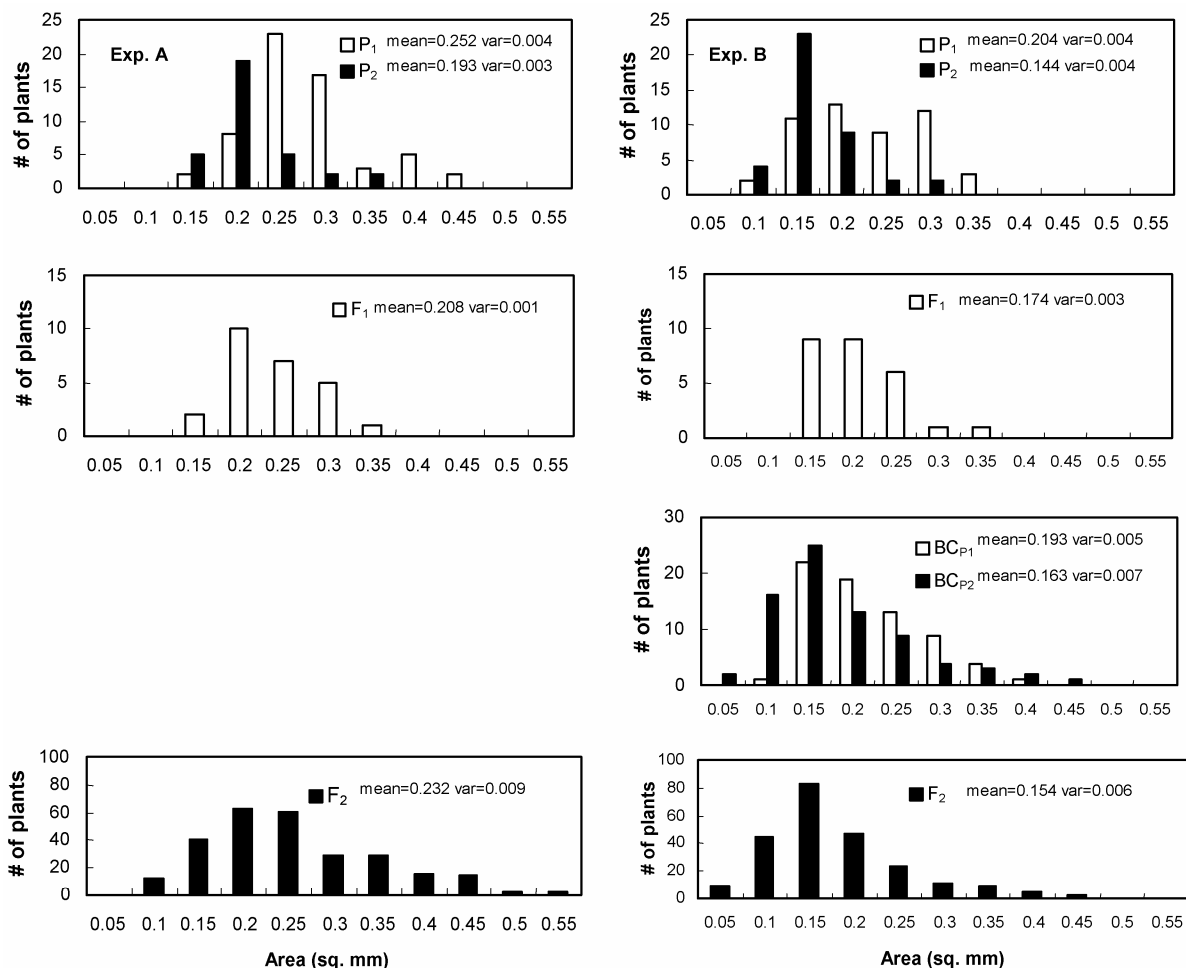 Exp. A
# of plants
25
20
15
10
5
0
P1 mean=0.252 var=0.004
P2 mean=0.193 var=0.003
0.05 0.1 0.15 0.2 0.25 0.3 0.35 0.4 0.45 0.5 0.55
Exp. B
# of plants
25
20
15
10
5
0
P1 mean=0.204 var=0.004
P2 mean=0.144 var=0.004
0.05 0.1 0.15 0.2 0.25 0.3 0.35 0.4 0.45 0.5 0.55
# of plants
15
10
5
0
F1 mean=0.208 var=0.001
0.05 0.1 0.15 0.2 0.25 0.3 0.35 0.4 0.45 0.5 0.55
# of plants
15
10
5
0
F1 mean=0.174 var=0.003
0.05 0.1 0.15 0.2 0.25 0.3 0.35 0.4 0.45 0.5 0.55
# of plants
30
20
10
0
BCP1 mean=0.193 var=0.005
BCP2 mean=0.163 var=0.007
0.05 0.1 0.15 0.2 0.25 0.3 0.35 0.4 0.45 0.5 0.55
# of plants
100
80
60
40
20
0
F2 mean=0.232 var=0.009
0.05 0.1 0.15 0.2 0.25 0.3 0.35 0.4 0.45 0.5 0.55
Area (sq. mm)
# of plants
100
80
60
40
20
0
F2 mean=0.154 var=0.006
0.05 0.1 0.15 0.2 0.25 0.3 0.35 0.4 0.45 0.5 0.55
Area (sq. mm)